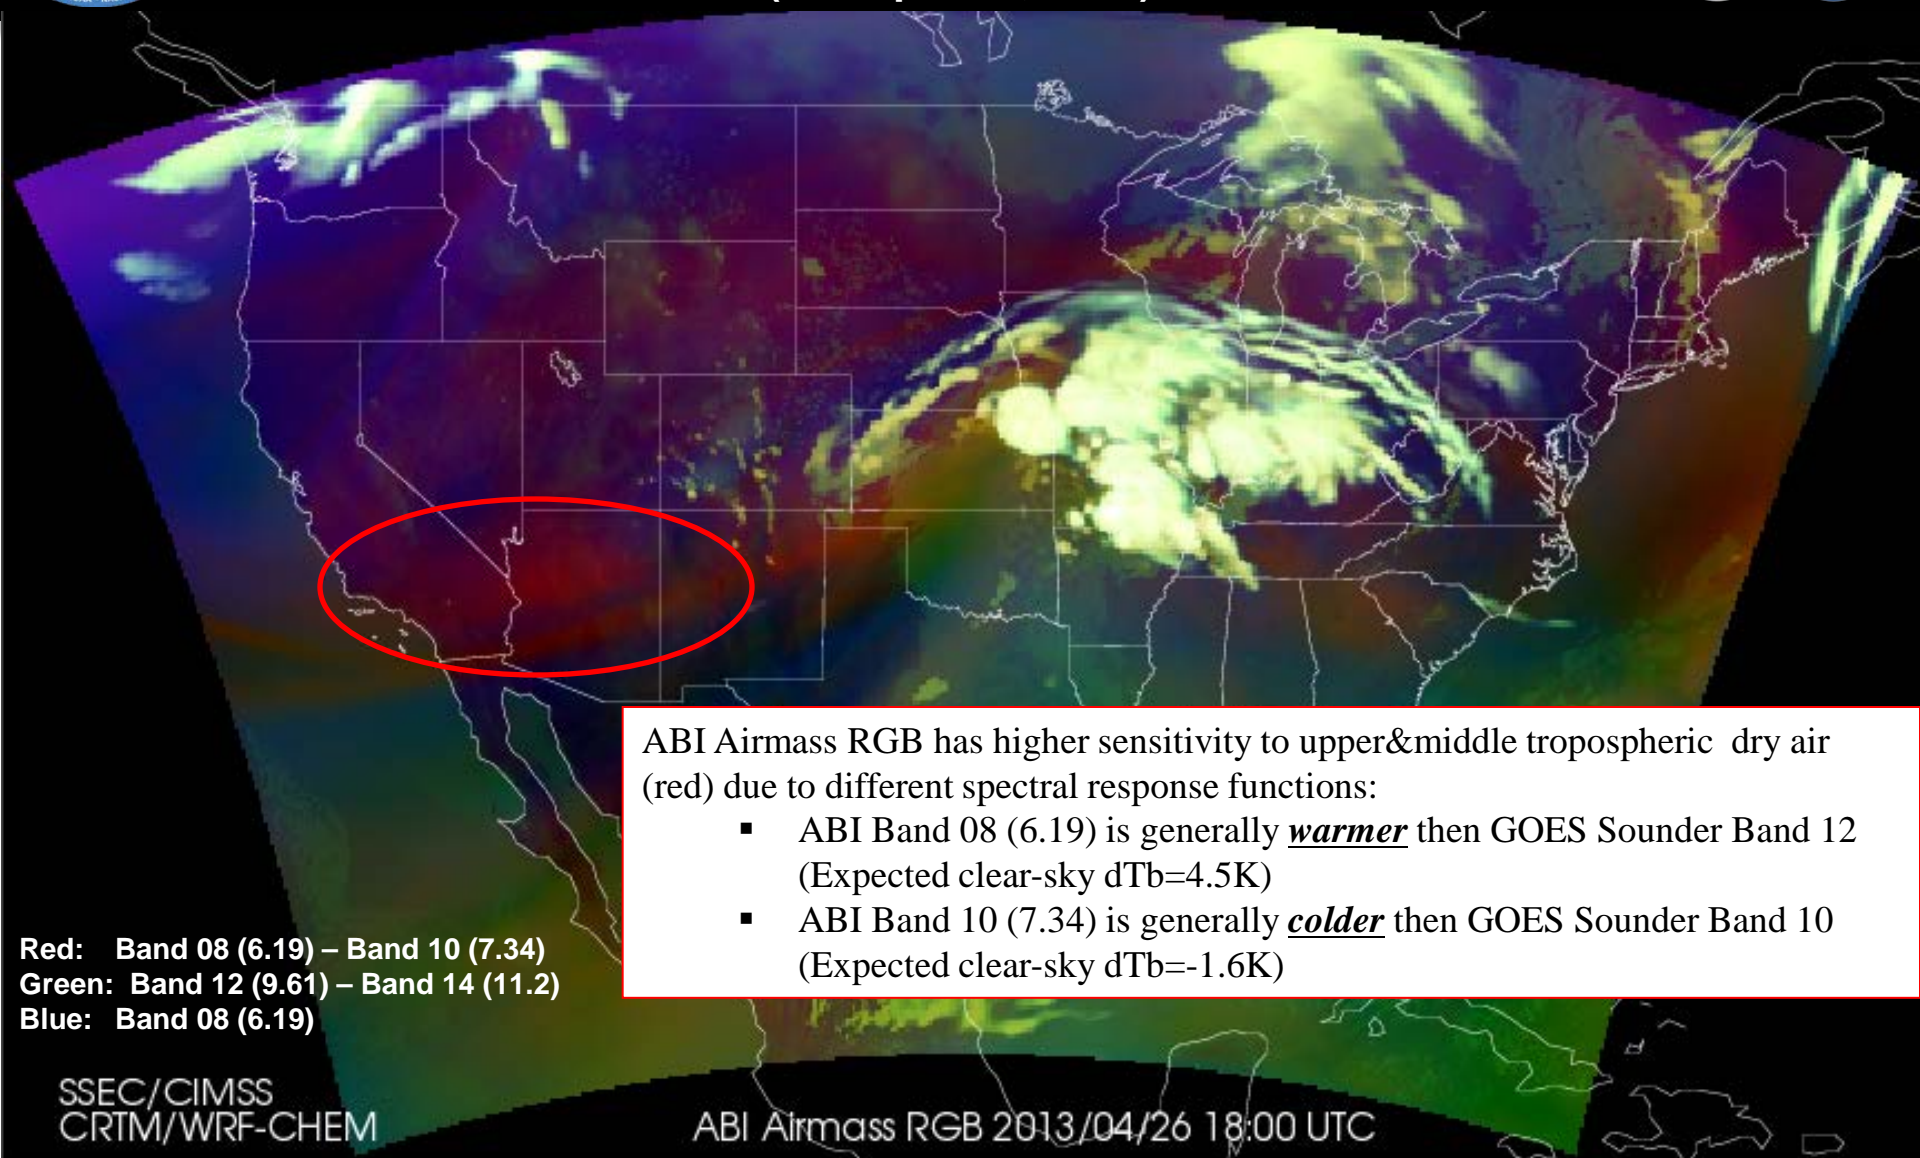 ABI Airmass RGB has higher sensitivity to upper&middle tropospheric dry air
(red) due to different spectral response functions:
▪ ABI Band 08 (6.19) is generally warmer then GOES Sounder Band 12
(Expected clear-sky dTb=4.5K)
▪ ABI Band 10 (7.34) is generally colder then GOES Sounder Band 10
(Expected clear-sky dTb=-1.6K)
Red: Band 08 (6.19) – Band 10 (7.34)
Green: Band 12 (9.61) – Band 14 (11.2)
Blue: Band 08 (6.19)
SSEC/CIMSS
CRTM/WRF-CHEM
ABI Airmass RGB 2013/04/26 18:00 UTC